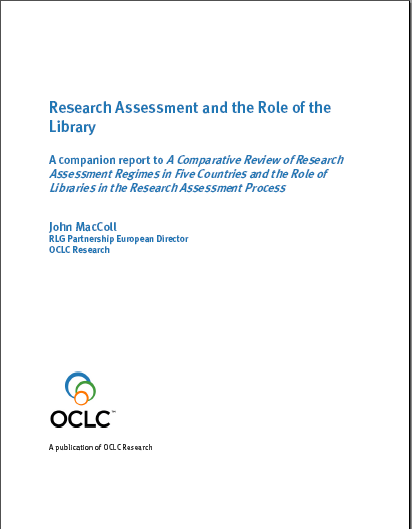 Research Assessment and the Role of the
Library
A companion report to A Comparative Review of Research
Assessment Regimes in Five Countries and the Role of
Libraries in the Research Assessment Process
John MacColl
RLG Partnership European Director
OCLC Research
OCLC™
A publication of OCLC Research